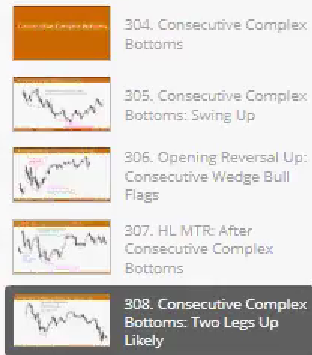 Consecutive Complex Bottoms
304. Consecutive Complex
Bottoms
305. Consecutive Complex
Bottoms: Swing Up
306. Opening Reversal Up:
Consecutive Wedge Bull
Flags
307. HL MTR: After
Consecutive Complex
Bottoms
308. Consecutive Complex
Bottoms: Two Legs Up
Likely